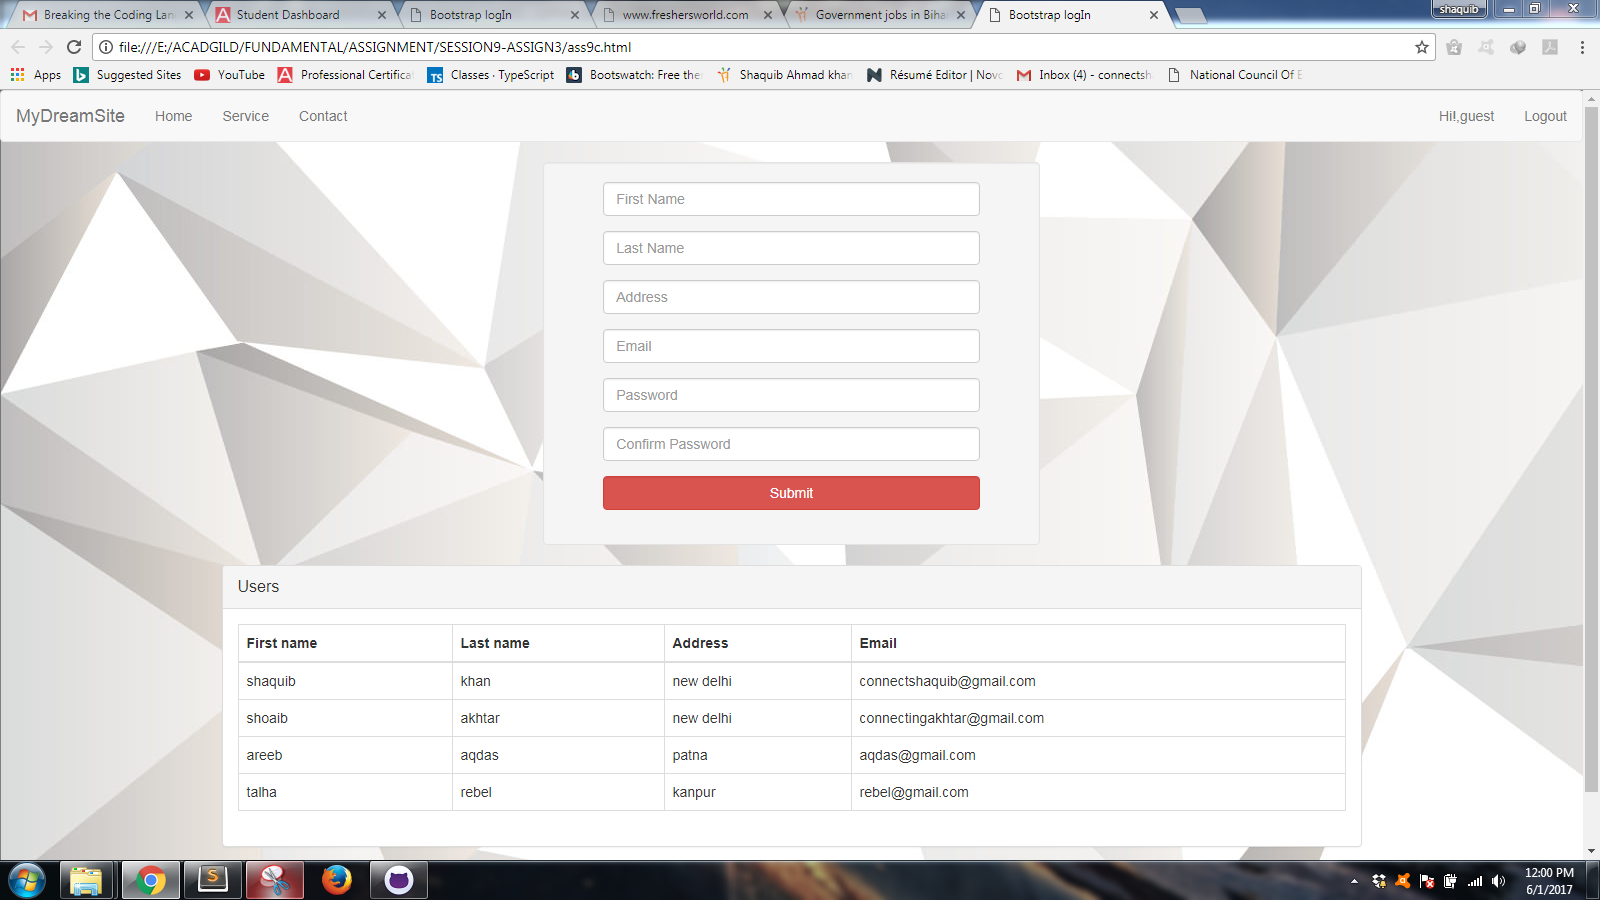 Breaking the Coding Lan
Student Dashboard
Bootstrap logIn
www.freshersworld.com
Government jobs in Biha
Bootstrap logIn
shaquib
file:///E:/ACADGILD/FUNDAMENTAL/ASSIGNMENT/SESSION9-ASSIGN3/ass9c.html
Apps
Suggested Sites
YouTube
Professional Certifica
Classes · TypeScript
Bootswatch: Free the
Shaquib Ahmad khan
Résumé Editor | Novo
Inbox (4) - connectsh
National Council Of E
MyDreamSite
Home
Service
Contact
Hi!,guest
Logout
First Name
Last Name
Address
Email
Password
Confirm Password
Submit
Users
First name Last name Address Email
shaquib khan new delhi connectshaquib@gmail.com
shoaib akhtar new delhi connectingakhtar@gmail.com
areeb aqdas patna aqdas@gmail.com
talha rebel kanpur rebel@gmail.com
12:00 PM
6/1/2017